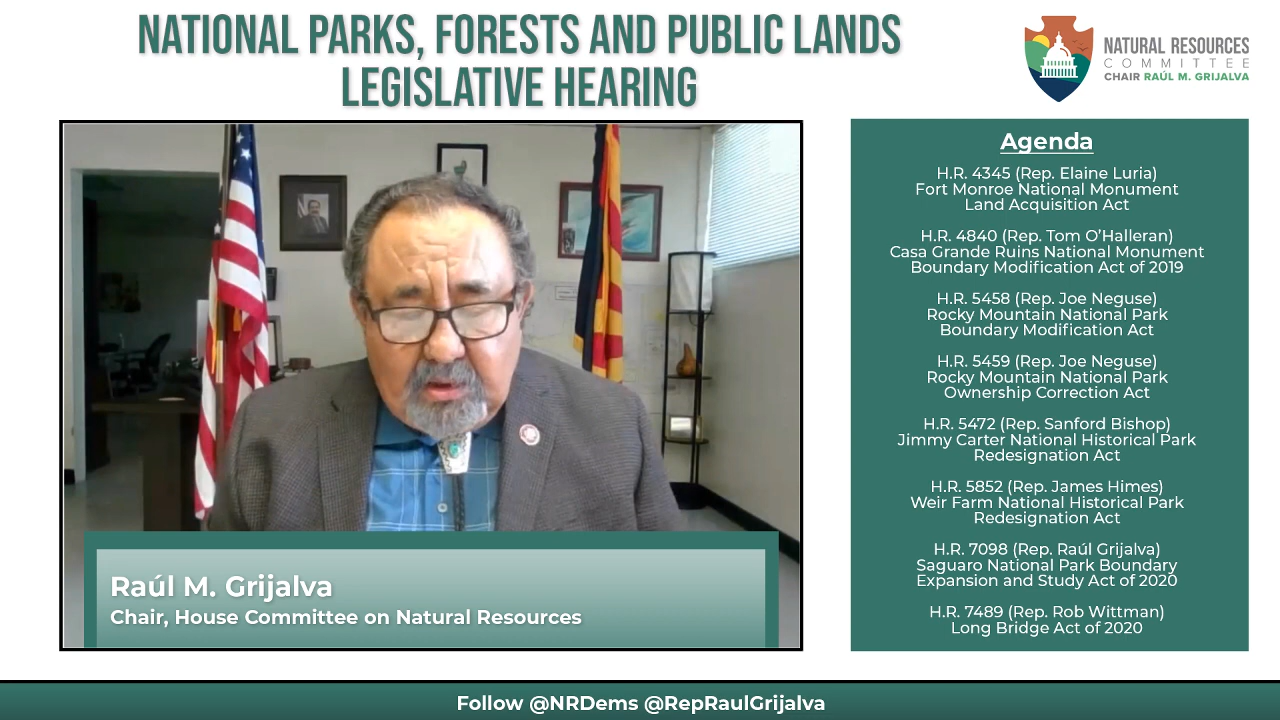 NATIONAL PARKS, FORESTS AND PUBLIC LANDS
LEGISLATIVE HEARING
NATURAL RESOURCES
COMMITTEE
CHAIR RAÚL M. GRIJALVA
Raúl M. Grijalva
Chair, House Committee on Natural Resources
Agenda
H.R. 4345 (Rep. Elaine Luria)
Fort Monroe National Monument
Land Acquisition Act
H.R. 4840 (Rep. Tom O'Halleran)
Casa Grande Ruins National Monument
Boundary Modification Act of 2019
H.R. 5458 (Rep. Joe Neguse)
Rocky Mountain National Park
Boundary Modification Act
H.R. 5459 (Rep. Joe Neguse)
Rocky Mountain National Park
Ownership Correction Act
H.R. 5472 (Rep. Sanford Bishop)
Jimmy Carter National Historical Park
Redesignation Act
H.R. 5852 (Rep. James Himes)
Weir Farm National Historical Park
Redesignation Act
H.R. 7098 (Rep. Raúl Grijalva)
Saguaro National Park Boundary
Expansion and Study Act of 2020
H.R. 7489 (Rep. Rob Wittman)
Long Bridge Act of 2020
Follow @NRDems @RepRaulGrijalva